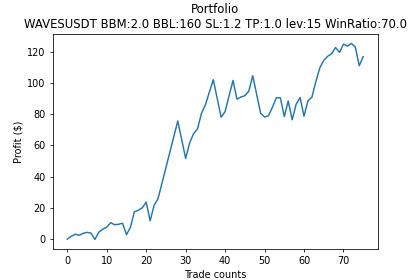 Portfolio
WAVESUSDT BBM:2.0 BBL:160 SL:1.2 TP:1.0 lev:15 WinRatio:70.0
120
100
80
60
40
20
0
Profit ($)
0 10 20 30 40 50 60 70
Trade counts